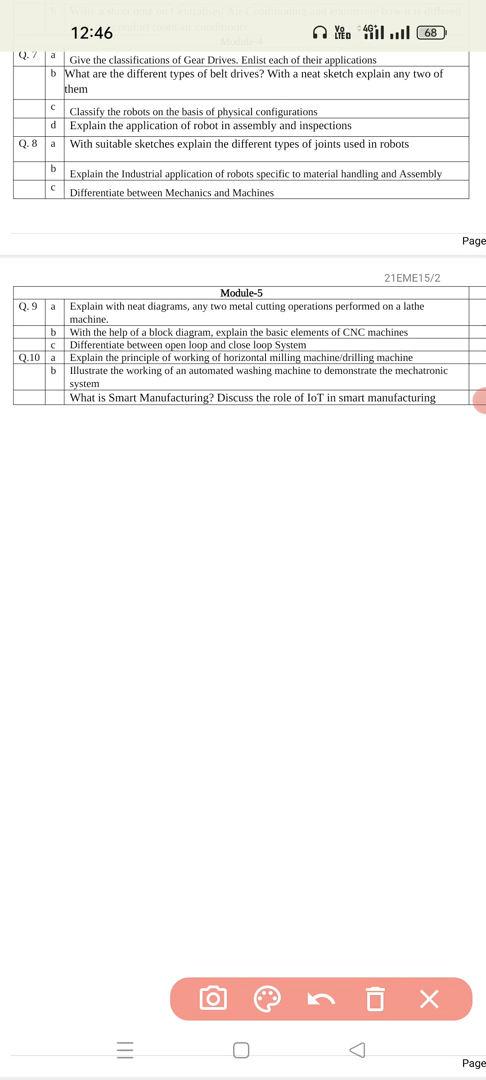 12:46
Vo
LTED
4G+
68
Module-4
Q. 7 a Give the classifications of Gear Drives. Enlist each of their applications
b What are the different types of belt drives? With a neat sketch explain any two of
them
c Classify the robots on the basis of physical configurations
d Explain the application of robot in assembly and inspections
Q. 8 a With suitable sketches explain the different types of joints used in robots
b Explain the Industrial application of robots specific to material handling and Assembly
c Differentiate between Mechanics and Machines
Page
21EME15/2
Module-5
Q. 9 a Explain with neat diagrams, any two metal cutting operations performed on a lathe
machine.
b With the help of a block diagram, explain the basic elements of CNC machines
c Differentiate between open loop and close loop System
Q.10 a Explain the principle of working of horizontal milling machine/drilling machine
b Illustrate the working of an automated washing machine to demonstrate the mechatronic
system
What is Smart Manufacturing? Discuss the role of IoT in smart manufacturing
Page